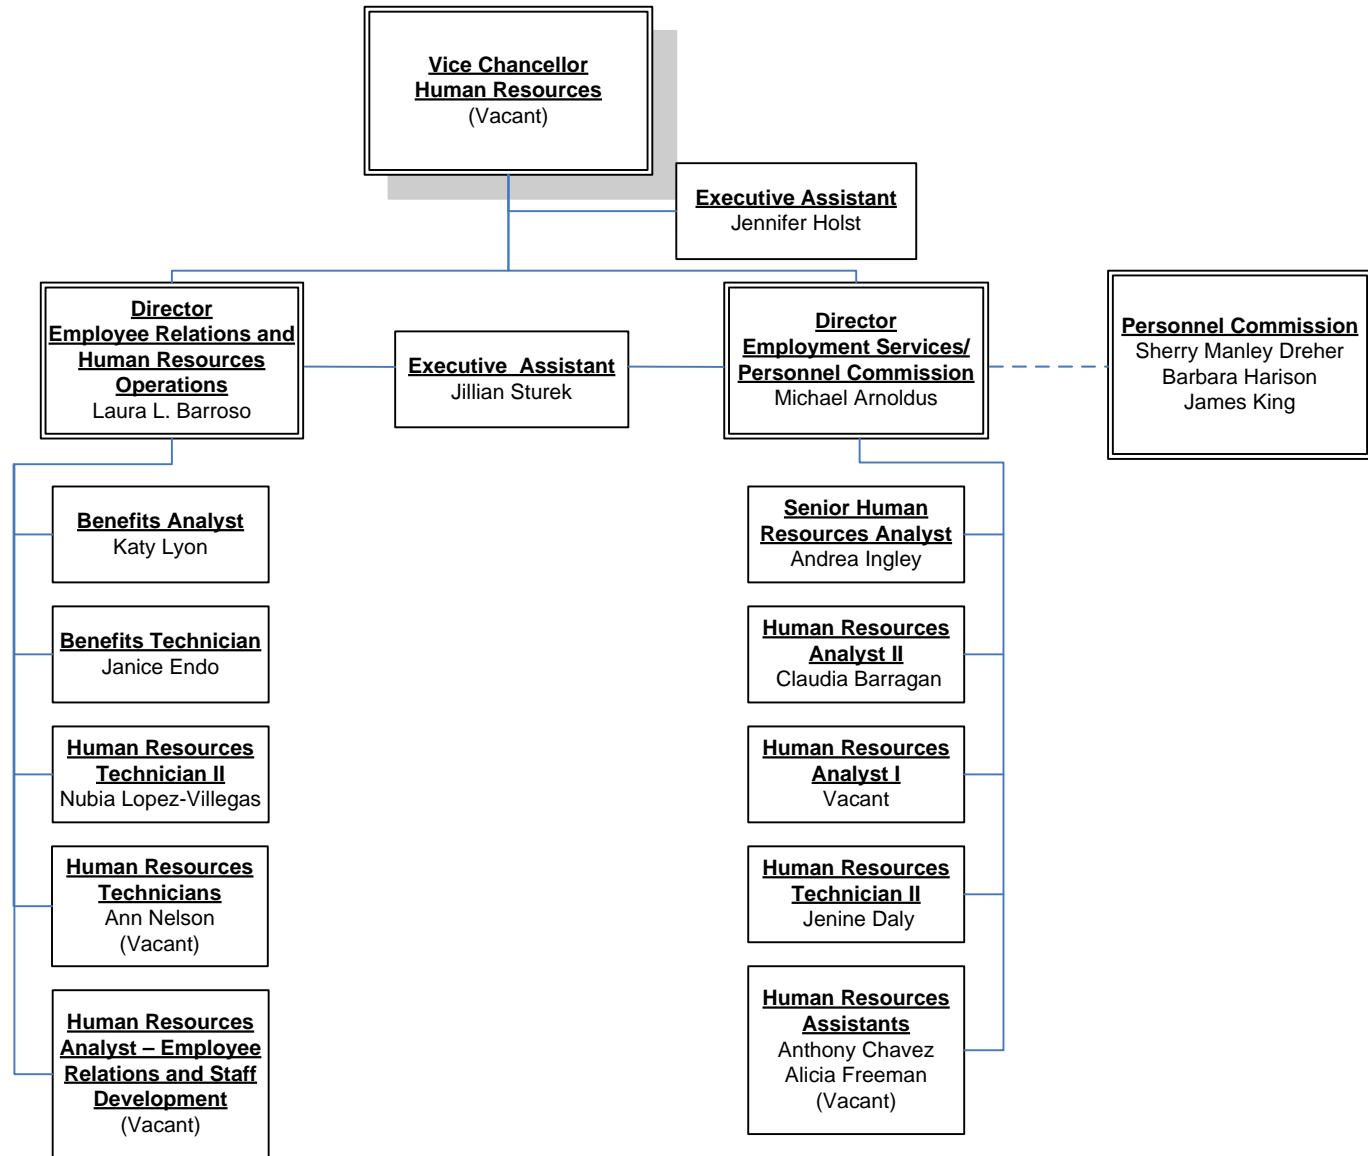 Vice Chancellor
Human Resources
(Vacant)
Executive Assistant
Jennifer Holst
Director
Employee Relations and
Human Resources
Operations
Laura L. Barroso
Executive  Assistant
Jillian Sturek
Director
Employment Services/
Personnel Commission
Michael Arnoldus
Personnel Commission
Sherry Manley Dreher
Barbara Harison
James King
Benefits Analyst
Katy Lyon
Benefits Technician
Janice Endo
Human Resources
Technician II
Nubia Lopez-Villegas
Human Resources
Technicians
Ann Nelson
(Vacant)
Human Resources
Analyst – Employee
Relations and Staff
Development
(Vacant)
Senior Human
Resources Analyst
Andrea Ingley
Human Resources
Analyst II
Claudia Barragan
Human Resources
Analyst I
Vacant
Human Resources
Technician II
Jenine Daly
Human Resources
Assistants
Anthony Chavez
Alicia Freeman
(Vacant)